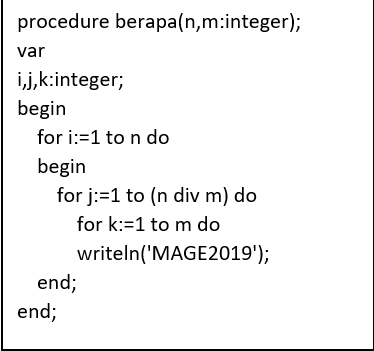 procedure berapa(n,m:integer);
var
i,j,k:integer;
begin
for i:=1 to n do
begin
for j:=1 to (n div m) do
for k:=1 to m do
writeln('MAGE2019');
end;
end;